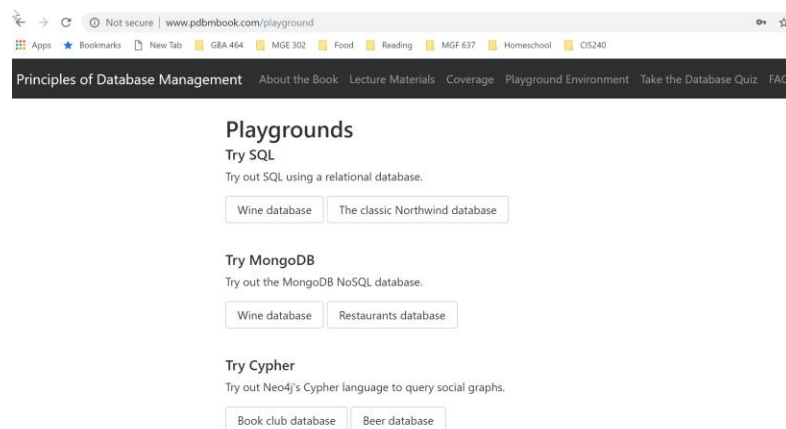 Not secure | www.pdbmbook.com/playground
Apps Bookmarks New Tab GBA 464 MGE 302 Food Reading MGF 637 Homeschool CIS240
Principles of Database Management About the Book Lecture Materials Coverage Playground Environment Take the Database Quiz FAQ
Playgrounds
Try SQL
Try out SQL using a relational database.
Wine database The classic Northwind database
Try MongoDB
Try out the MongoDB NoSQL database.
Wine database Restaurants database
Try Cypher
Try out Neo4j's Cypher language to query social graphs.
Book club database Beer database